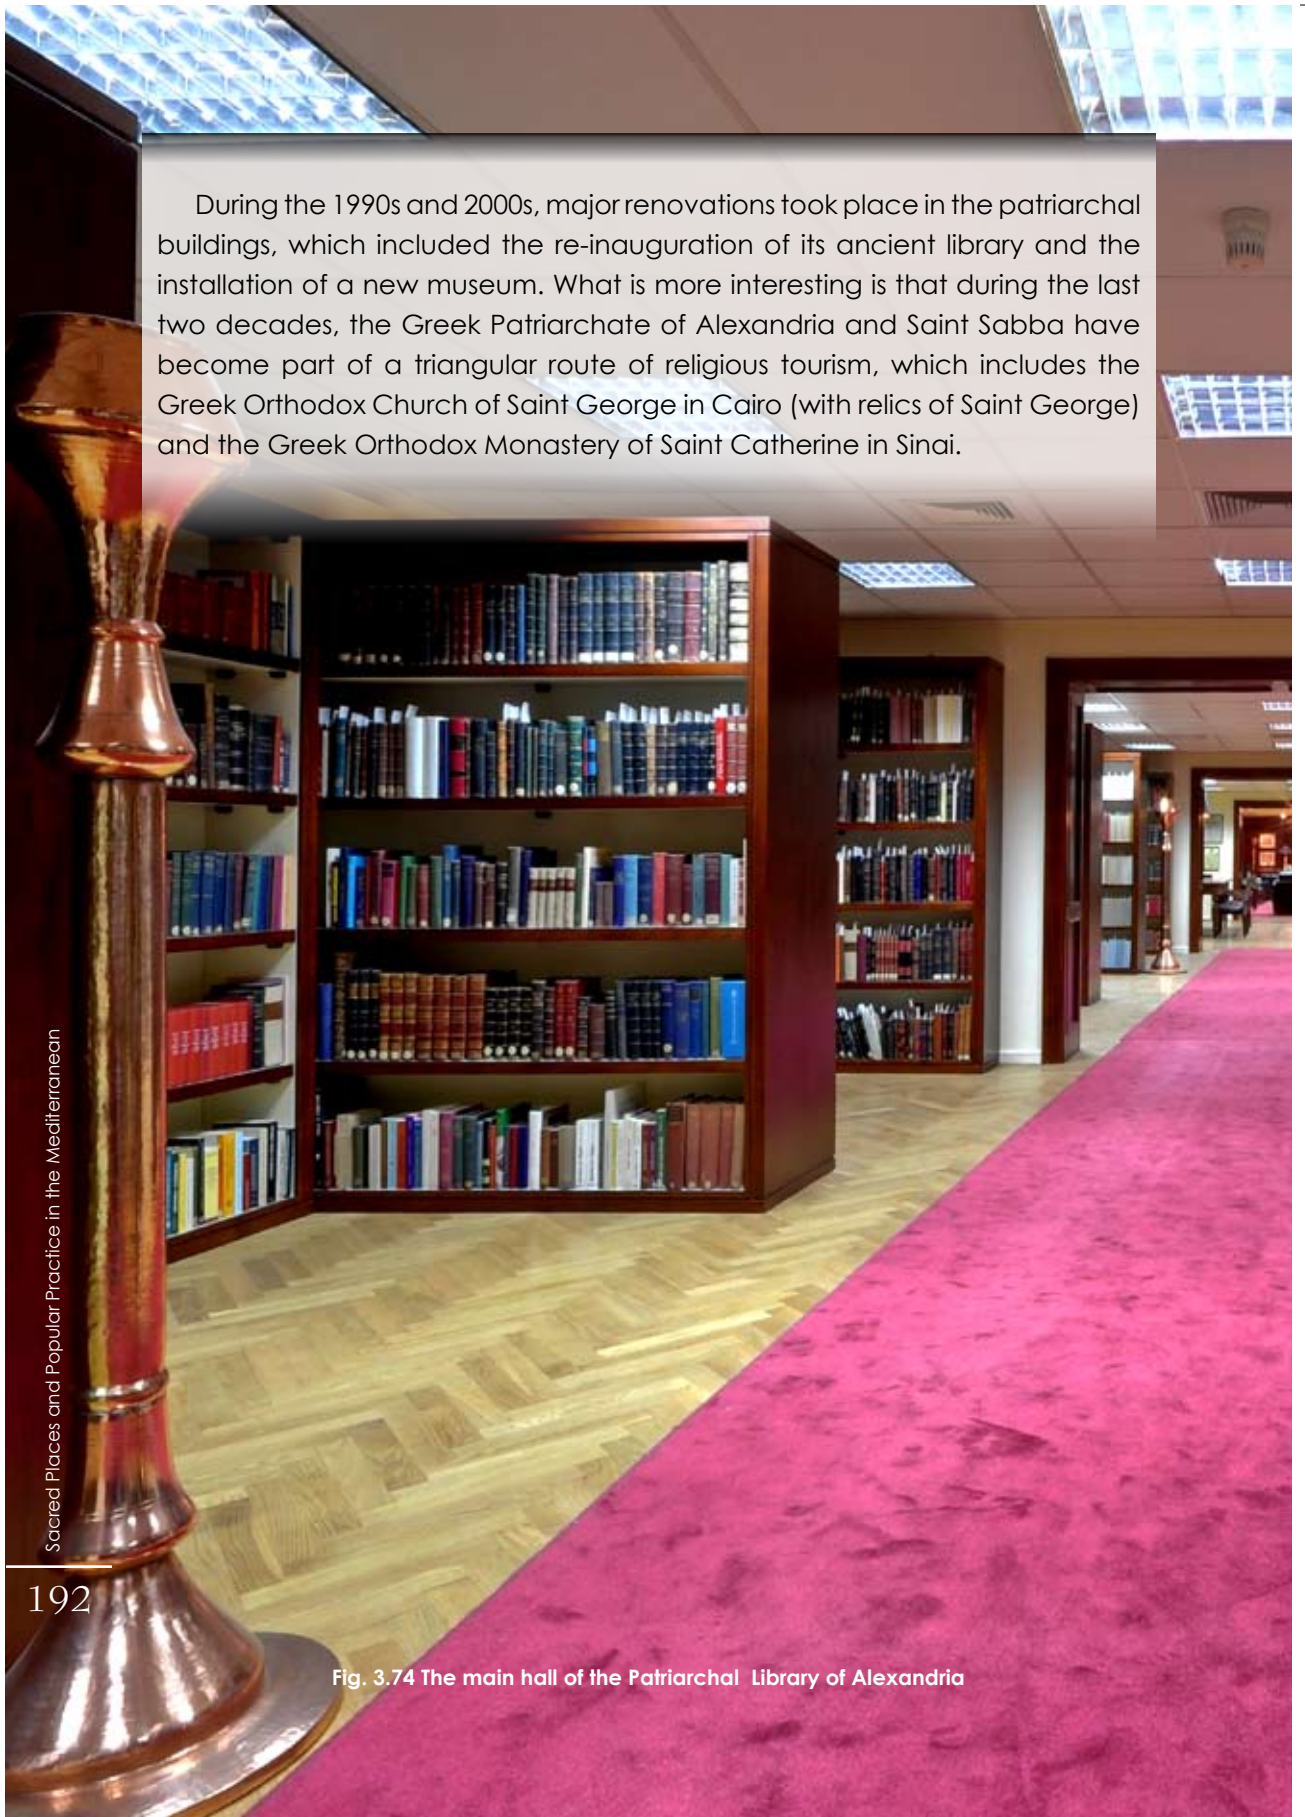 During the 1990s and 2000s, major renovations took place in the patriarchal
buildings, which included the re-inauguration of its ancient library and the
installation of a new museum. What is more interesting is that during the last
two decades, the Greek Patriarchate of Alexandria and Saint Sabba have
become part of a triangular route of religious tourism, which includes the
Greek Orthodox Church of Saint George in Cairo (with relics of Saint George)
and the Greek Orthodox Monastery of Saint Catherine in Sinai.
Sacred Places and Popular Practice in the Mediterranean
192
Fig. 3.74 The main hall of the Patriarchal Library of Alexandria